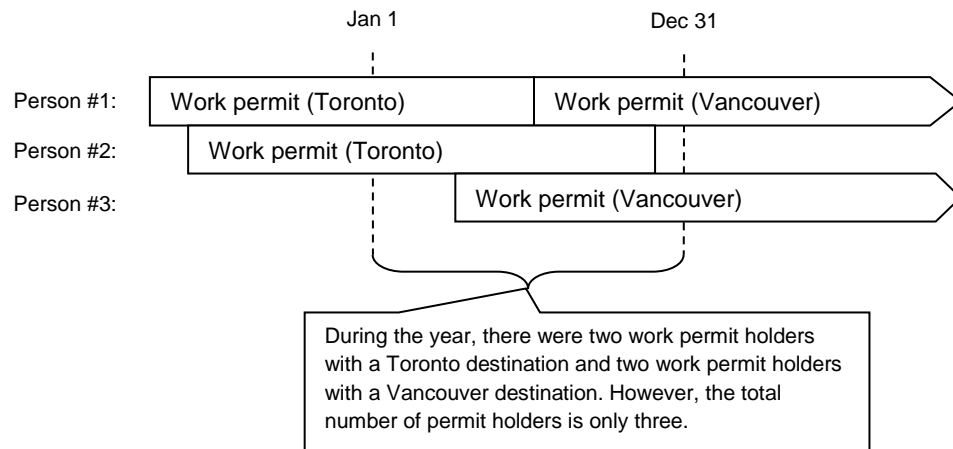 Jan 1 Dec 31
Person #1: Work permit (Toronto) Work permit (Vancouver)
Person #2: Work permit (Toronto)
Person #3: Work permit (Vancouver)
During the year, there were two work permit holders
with a Toronto destination and two work permit holders
with a Vancouver destination. However, the total
number of permit holders is only three.